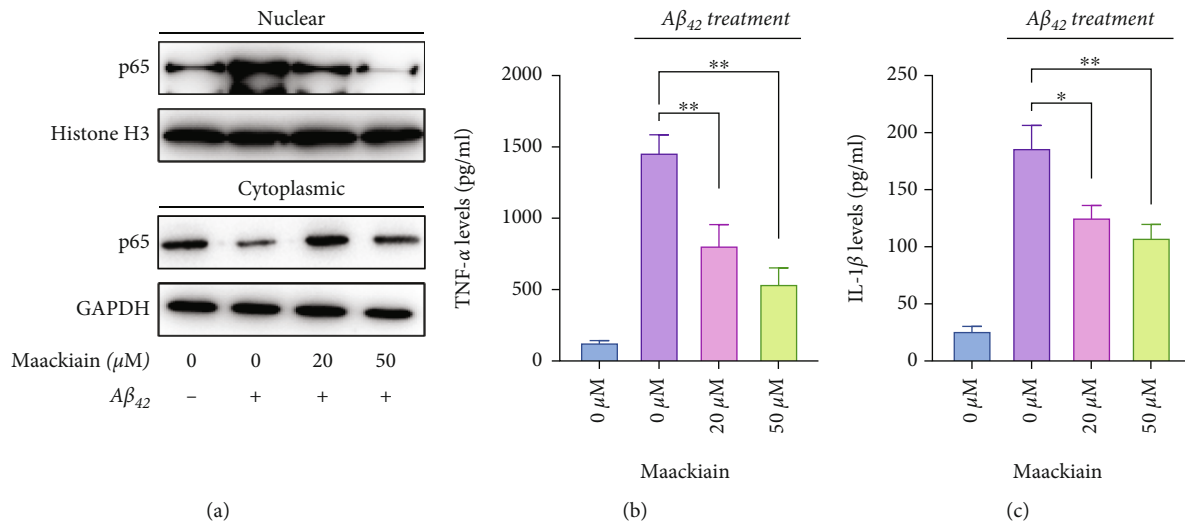 Nuclear
p65
Histone H3
Cytoplasmic
p65
GAPDH
Maackiain (μM) 0 0 20 50
Aβ42 – + + +
(a)
Aβ42 treatment
TNF-α levels (pg/ml)
2000
1500
1000
500
0
**
**
0 μM
0 μM
20 μM
50 μM
Maackiain
(b)
Aβ42 treatment
IL-1β levels (pg/ml)
250
200
150
100
50
0
**
*
0 μM
0 μM
20 μM
50 μM
Maackiain
(c)